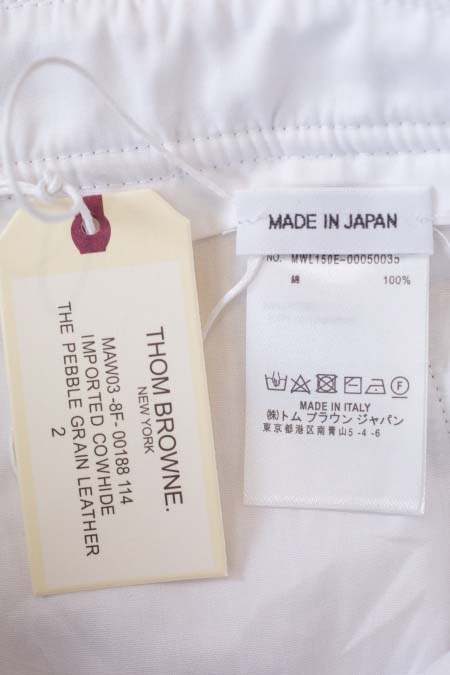 THOM BROWNE.
NEW YORK
MAW03 -8F- 00188 114
IMPORTED COWHIDE
THE PEBBLE GRAIN LEATHER
2
MADE IN JAPAN
NO. MWL150E-00050035
綿 100%
F
MADE IN ITALY
㈱トム ブラウン ジャパン
東京都港区南青山5-4-6